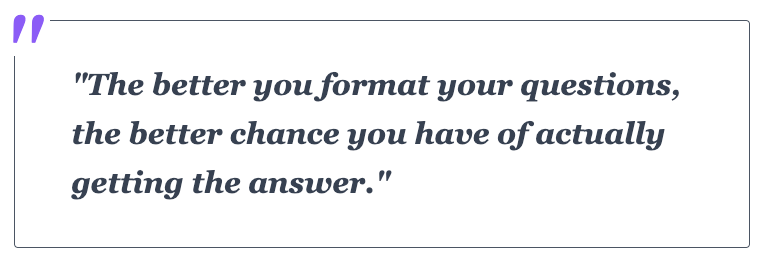 "The better you format your questions,
the better chance you have of actually
getting the answer."